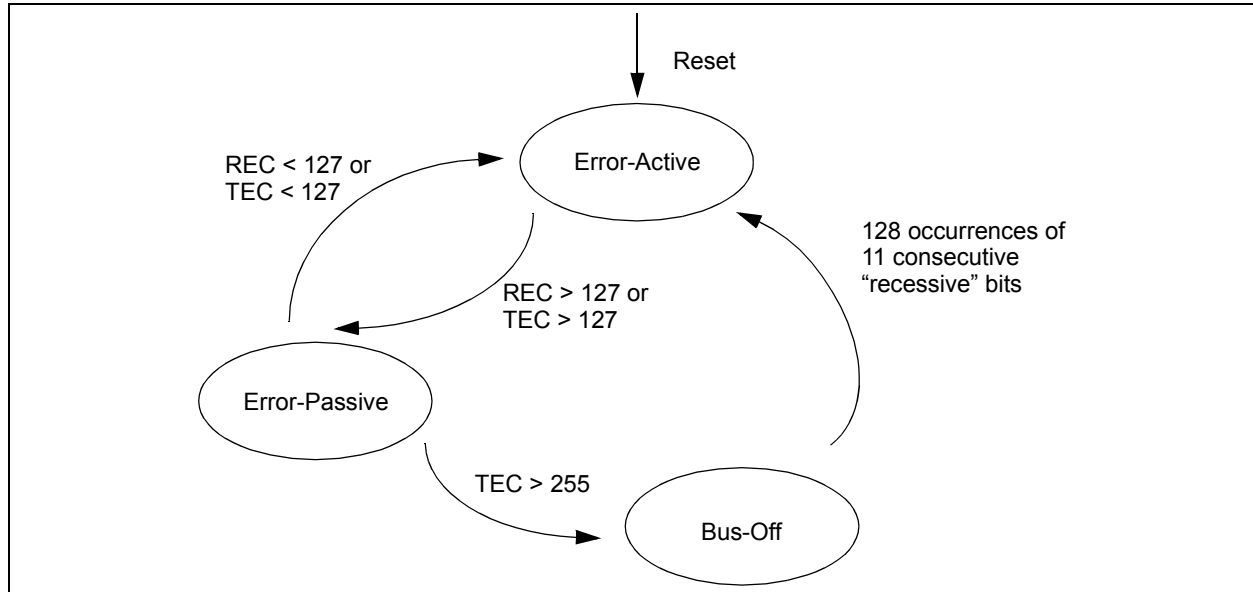 Reset
Error-Active
REC < 127 or
TEC < 127
128 occurrences of
11 consecutive
“recessive” bits
REC > 127 or
TEC > 127
Error-Passive
TEC > 255
Bus-Off